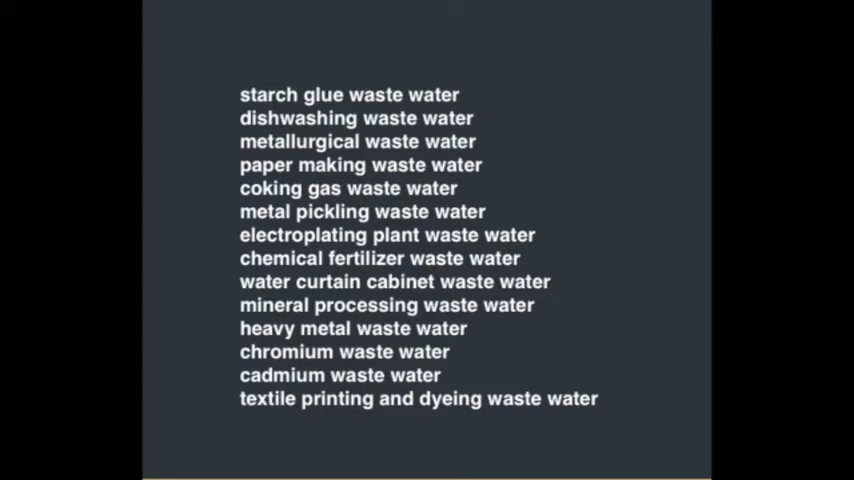 starch glue waste water
dishwashing waste water
metallurgical waste water
paper making waste water
coking gas waste water
metal pickling waste water
electroplating plant waste water
chemical fertilizer waste water
water curtain cabinet waste water
mineral processing waste water
heavy metal waste water
chromium waste water
cadmium waste water
textile printing and dyeing waste water